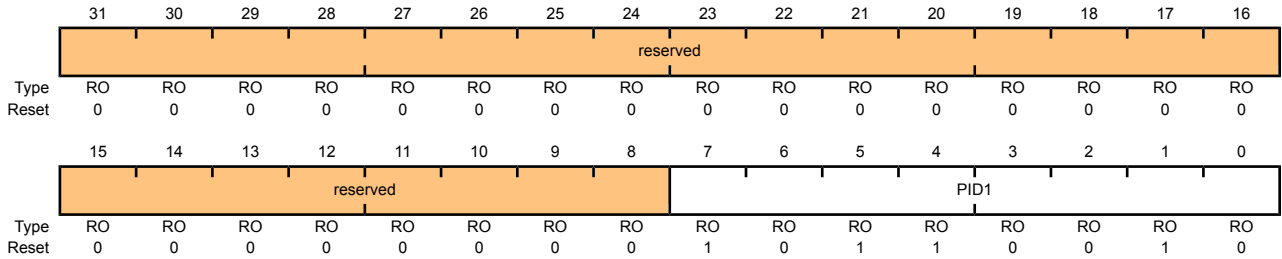 31 30 29 28 27 26 25 24 23 22 21 20 19 18 17 16
reserved
Type RO RO RO RO RO RO RO RO RO RO RO RO RO RO RO RO
Reset 0 0 0 0 0 0 0 0 0 0 0 0 0 0 0 0
15 14 13 12 11 10 9 8 7 6 5 4 3 2 1 0
reserved PID1
Type RO RO RO RO RO RO RO RO RO RO RO RO RO RO RO RO
Reset 0 0 0 0 0 0 0 0 1 0 1 1 0 0 1 0